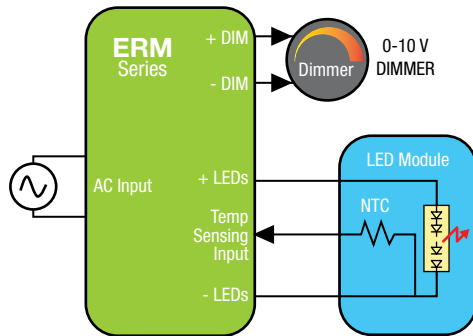 ERM
Series
+ DIM
- DIM
Dimmer
0-10 V
DIMMER
AC Input
+ LEDs
Temp
Sensing
Input
- LEDs
LED Module
NTC